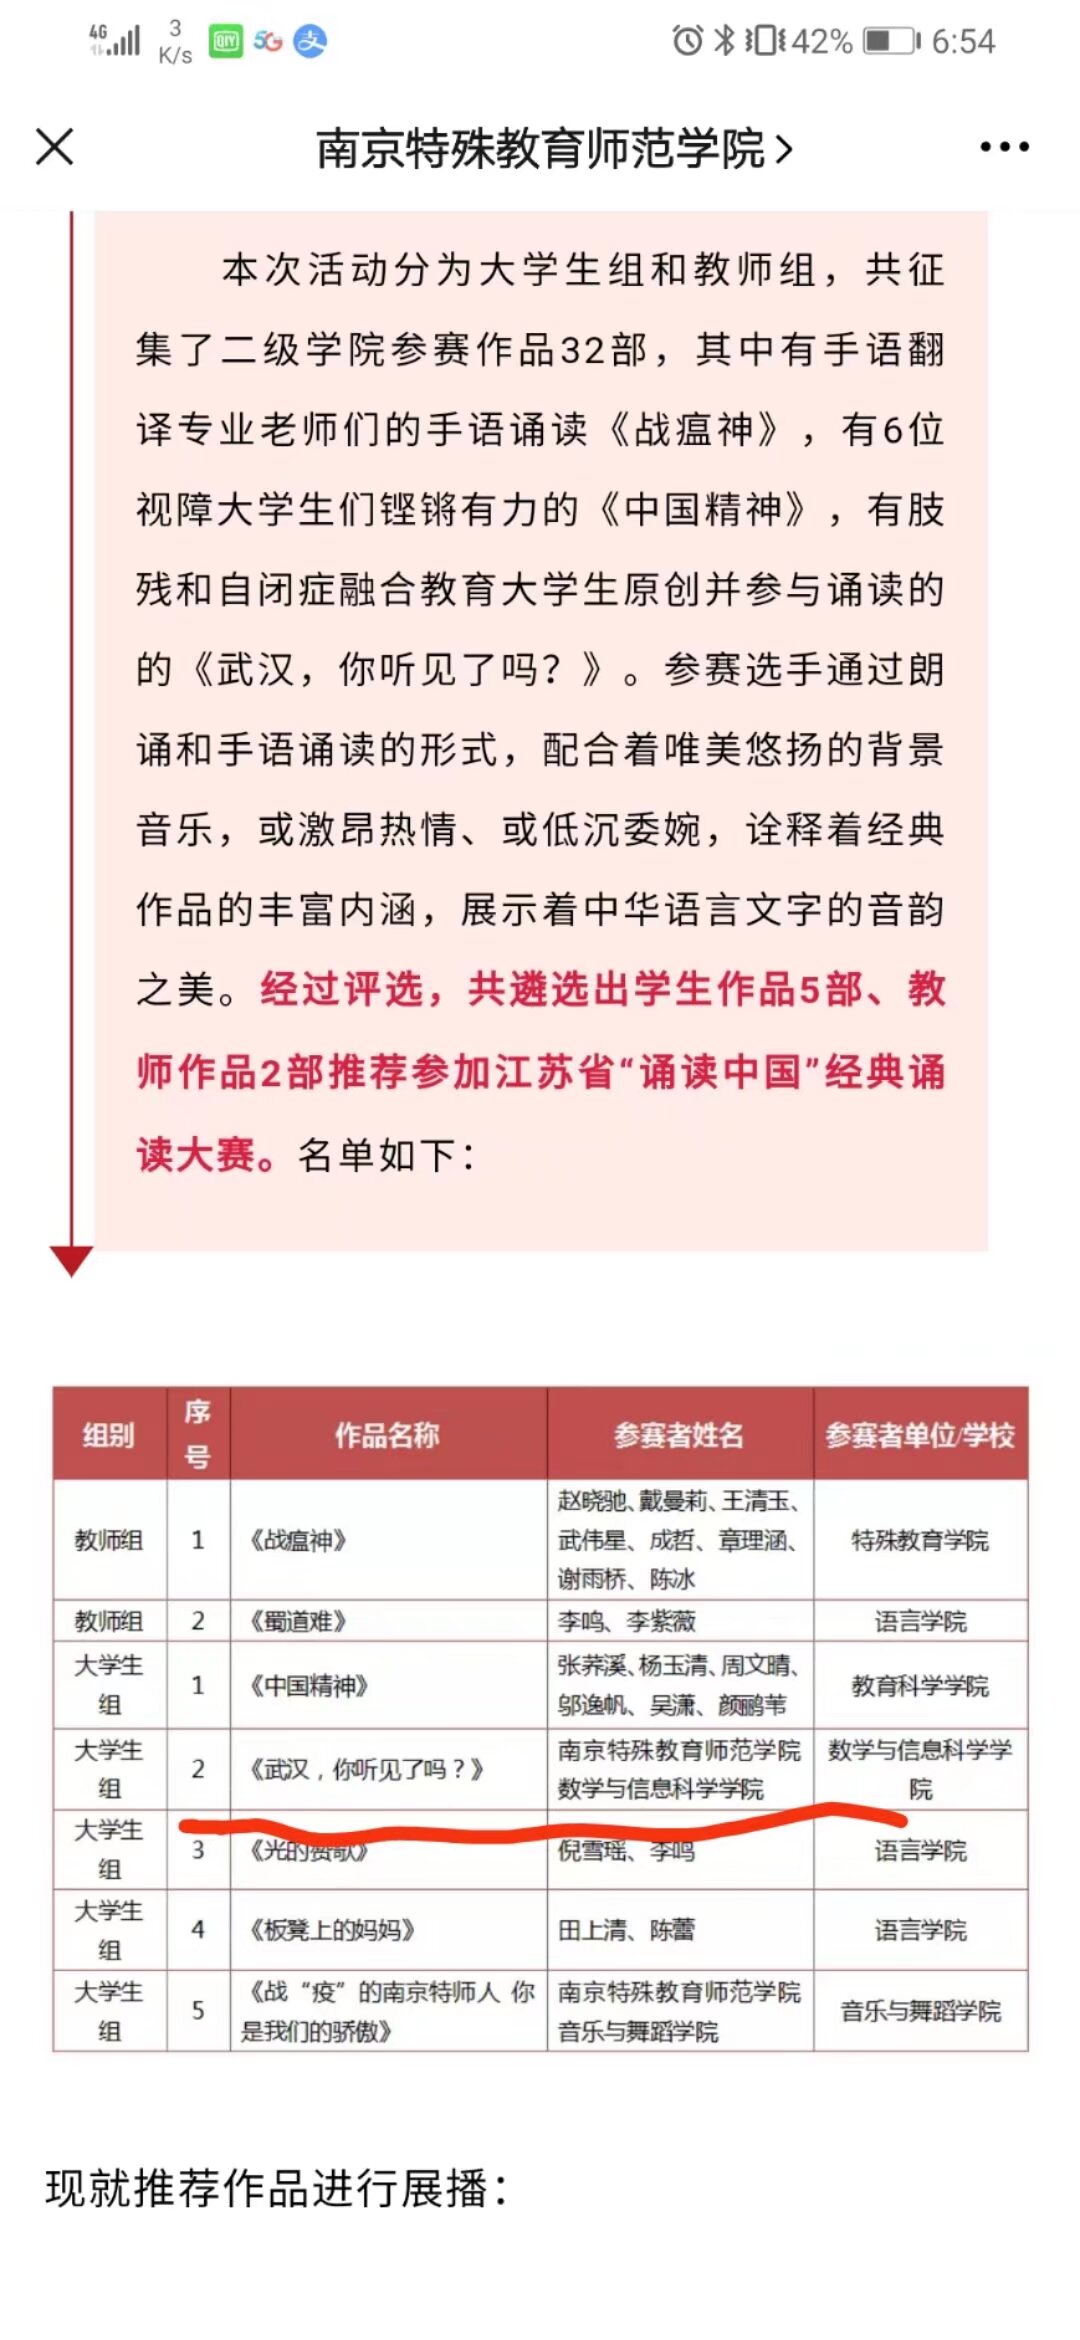 4G 3 K/s QIY 5G 支 42% 6:54
南京特殊教育师范学院
本次活动分为大学生组和教师组，共征
集了二级学院参赛作品32部，其中有手语翻
译专业老师们的手语诵读《战瘟神》，有6位
视障大学生们铿锵有力的《中国精神》，有肢
残和自闭症融合教育大学生原创并参与诵读的
的《武汉，你听见了吗？》。参赛选手通过朗
诵和手语诵读的形式，配合着唯美悠扬的背景
音乐，或激昂热情、或低沉委婉，诠释着经典
作品的丰富内涵，展示着中华语言文字的音韵
之美。经过评选，共遴选出学生作品5部、教
师作品2部推荐参加江苏省“诵读中国”经典诵
读大赛。名单如下：
组别 序号 作品名称 参赛者姓名 参赛者单位/学校
教师组 1 《战瘟神》 赵晓驰、戴曼莉、王清玉、
武伟星、成哲、章理涵、
谢雨桥、陈冰 特殊教育学院
教师组 2 《蜀道难》 李鸣、李紫薇 语言学院
大学生
组 1 《中国精神》 张荞溪、杨玉清、周文晴、
邬逸帆、吴潇、颜鹂苇 教育科学学院
大学生
组 2 《武汉，你听见了吗？》 南京特殊教育师范学院
数学与信息科学学院 数学与信息科学学
院
大学生
组 3 《光的赞歌》 倪雪瑶、李鸣 语言学院
大学生
组 4 《板凳上的妈妈》 田上清、陈蕾 语言学院
大学生
组 5 《战“疫”的南京特师人 你
是我们的骄傲》 南京特殊教育师范学院
音乐与舞蹈学院 音乐与舞蹈学院
现就推荐作品进行展播：